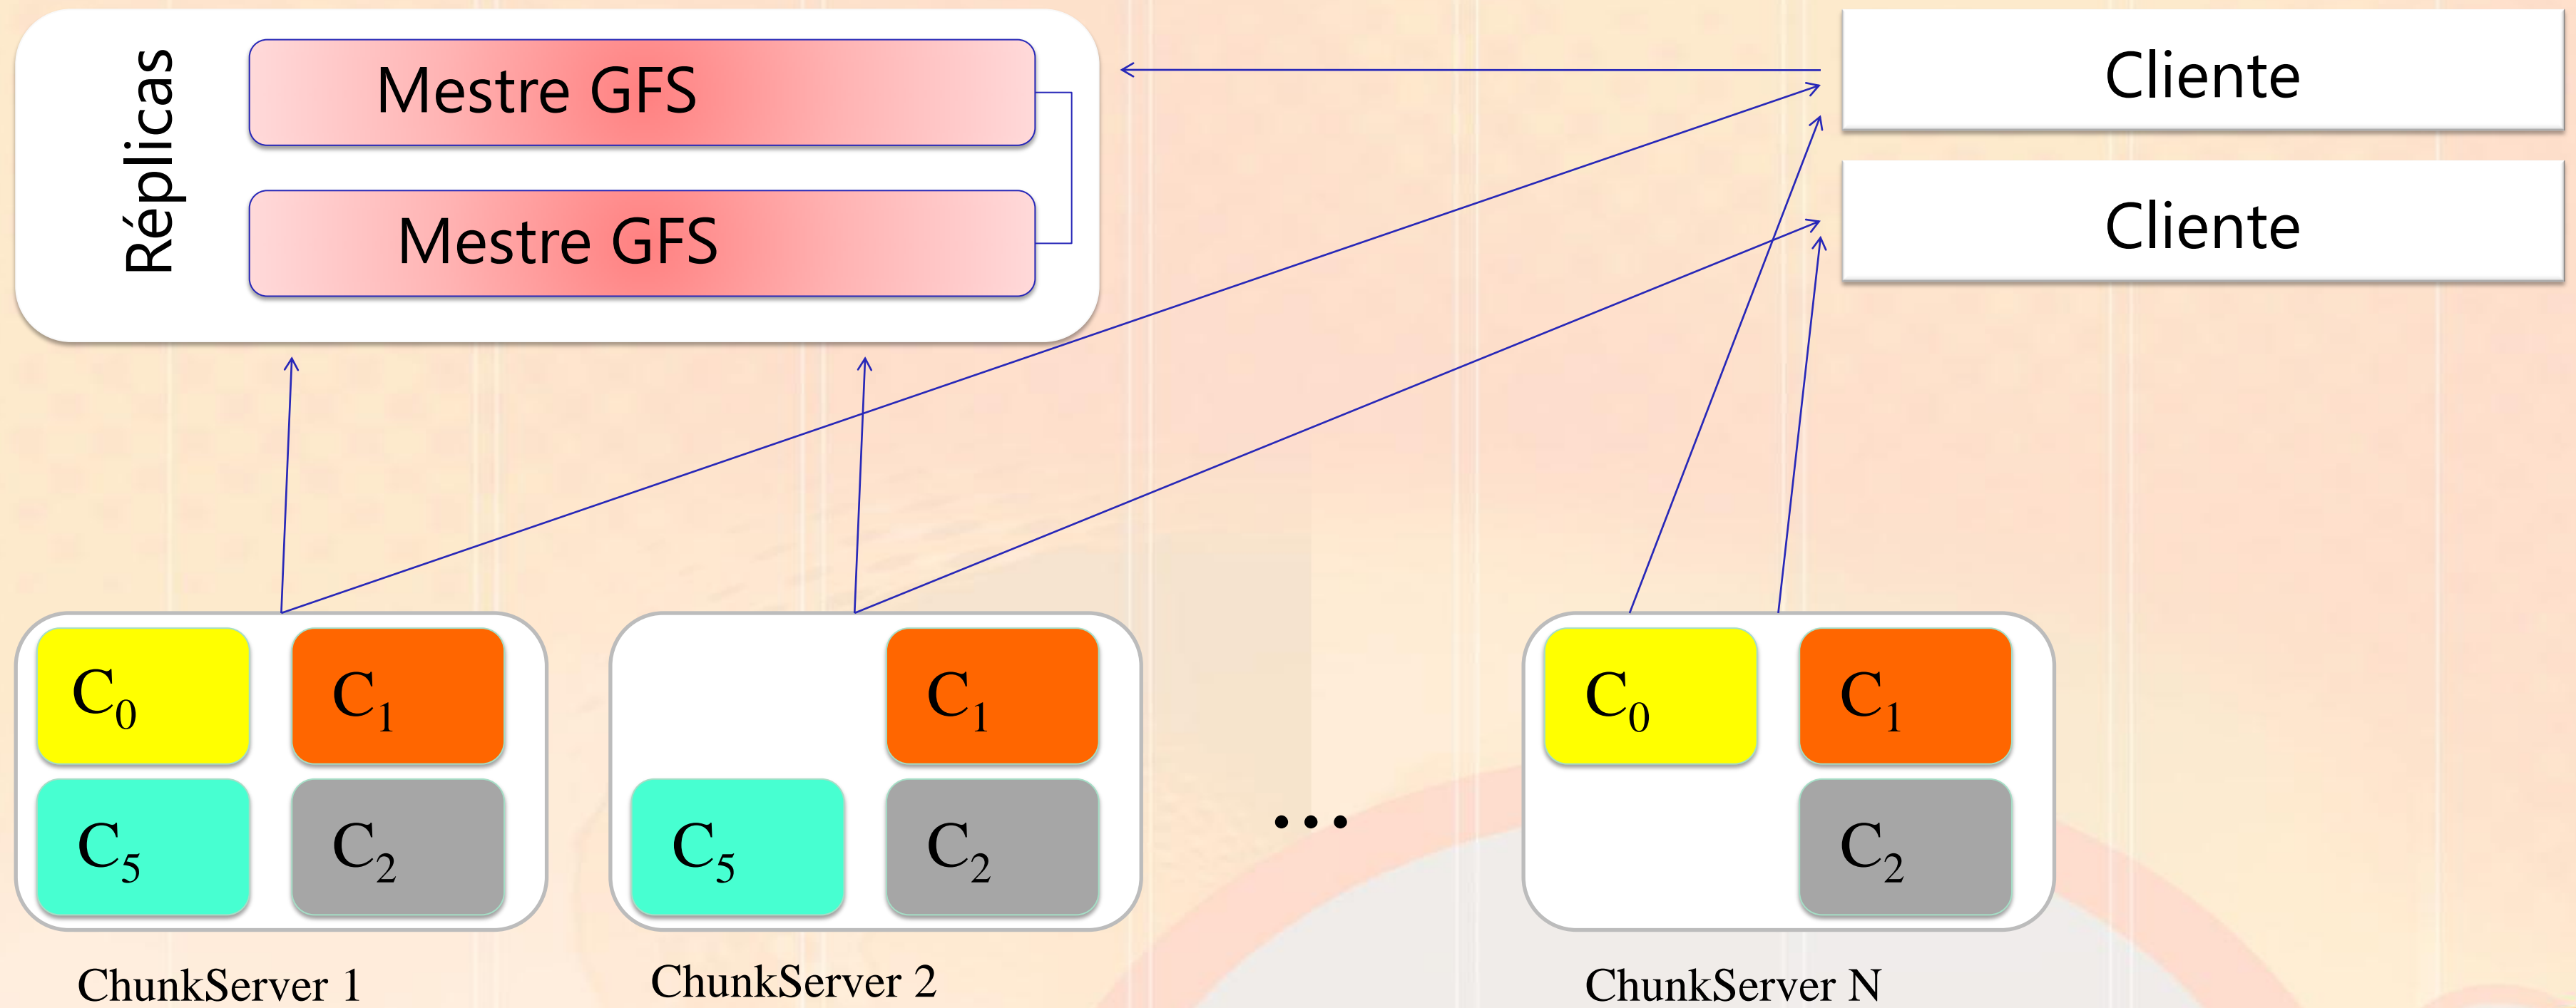 Réplicas
Mestre GFS
Mestre GFS
Cliente
Cliente
C0
C1
C5
C2
C1
C5
C2
...
C0
C1
C2
ChunkServer 1
ChunkServer 2
ChunkServer N